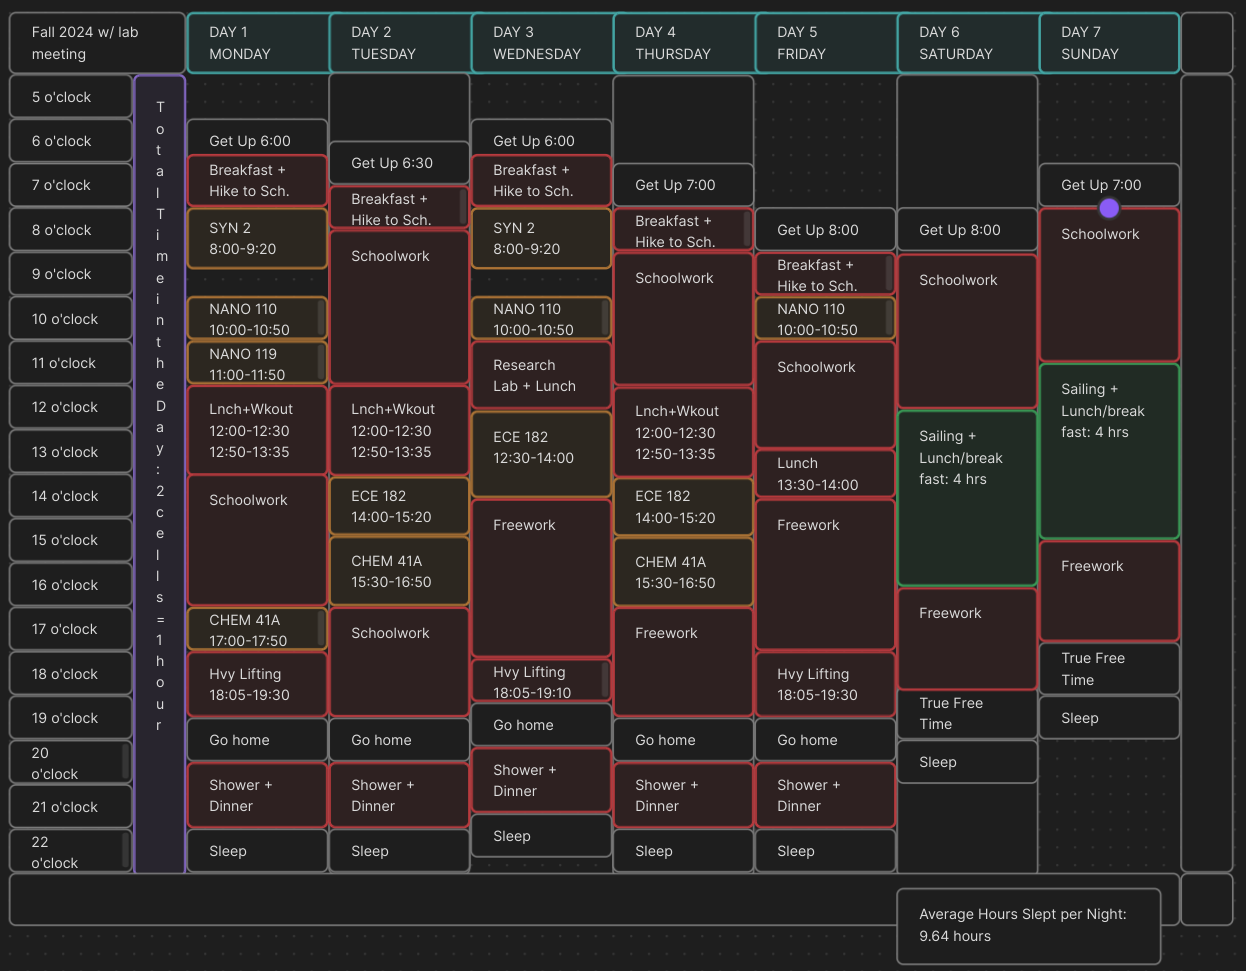 Fall 2024 w/ lab
meeting
DAY 1
MONDAY
DAY 2
TUESDAY
DAY 3
WEDNESDAY
DAY 4
THURSDAY
DAY 5
FRIDAY
DAY 6
SATURDAY
DAY 7
SUNDAY
5 o'clock
6 o'clock
7 o'clock
8 o'clock
9 o'clock
10 o'clock
11 o'clock
12 o'clock
13 o'clock
14 o'clock
15 o'clock
16 o'clock
17 o'clock
18 o'clock
19 o'clock
20
o'clock
21 o'clock
22
o'clock
Total Time in the Day: 2 cells = 1 hour
Get Up 6:00
Breakfast +
Hike to Sch.
SYN 2
8:00-9:20
NANO 110
10:00-10:50
NANO 119
11:00-11:50
Lnch+Wkout
12:00-12:30
12:50-13:35
Schoolwork
CHEM 41A
17:00-17:50
Hvy Lifting
18:05-19:30
Go home
Shower +
Dinner
Sleep
Get Up 6:30
Breakfast +
Hike to Sch.
Schoolwork
Lnch+Wkout
12:00-12:30
12:50-13:35
ECE 182
14:00-15:20
CHEM 41A
15:30-16:50
Schoolwork
Go home
Shower +
Dinner
Sleep
Get Up 6:00
Breakfast +
Hike to Sch.
SYN 2
8:00-9:20
NANO 110
10:00-10:50
Research
Lab + Lunch
ECE 182
12:30-14:00
Freework
Hvy Lifting
18:05-19:10
Go home
Shower +
Dinner
Sleep
Get Up 7:00
Breakfast +
Hike to Sch.
Schoolwork
Lnch+Wkout
12:00-12:30
12:50-13:35
ECE 182
14:00-15:20
CHEM 41A
15:30-16:50
Freework
Go home
Shower +
Dinner
Sleep
Get Up 8:00
Breakfast +
Hike to Sch.
NANO 110
10:00-10:50
Schoolwork
Lunch
13:30-14:00
Freework
Hvy Lifting
18:05-19:30
Go home
Shower +
Dinner
Sleep
Get Up 8:00
Schoolwork
Sailing +
Lunch/break
fast: 4 hrs
Freework
True Free
Time
Sleep
Get Up 7:00
Schoolwork
Sailing +
Lunch/break
fast: 4 hrs
Freework
True Free
Time
Sleep
Average Hours Slept per Night:
9.64 hours